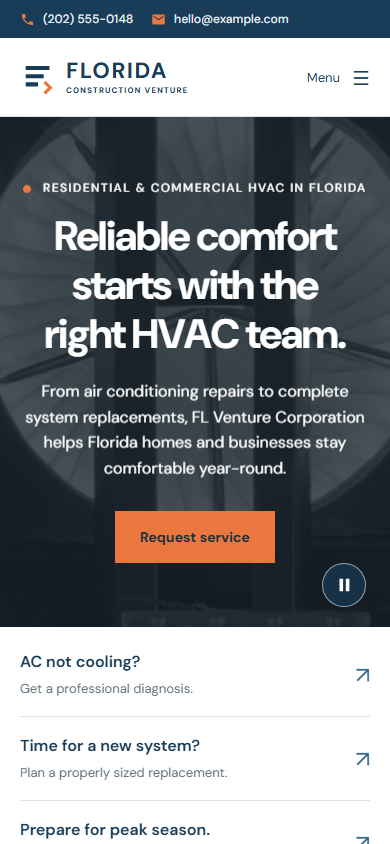 (202) 555-0148 hello@example.com
FLORIDA
CONSTRUCTION VENTURE
Menu
RESIDENTIAL & COMMERCIAL HVAC IN FLORIDA
Reliable comfort
starts with the
right HVAC team.
From air conditioning repairs to complete
system replacements, FL Venture Corporation
helps Florida homes and businesses stay
comfortable year-round.
Request service
AC not cooling?
Get a professional diagnosis.
Time for a new system?
Plan a properly sized replacement.
Prepare for peak season.